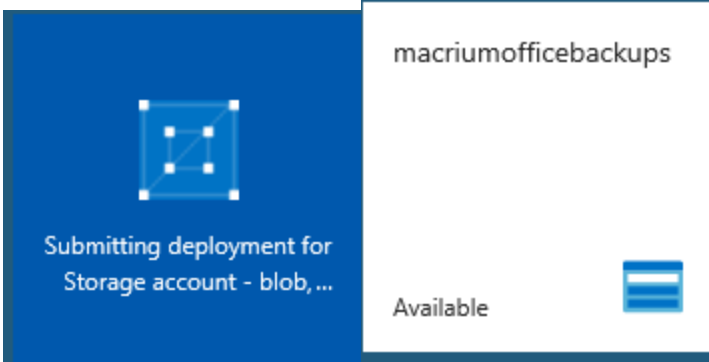 Submitting deployment for
Storage account - blob, ...
macriumofficebackups
Available